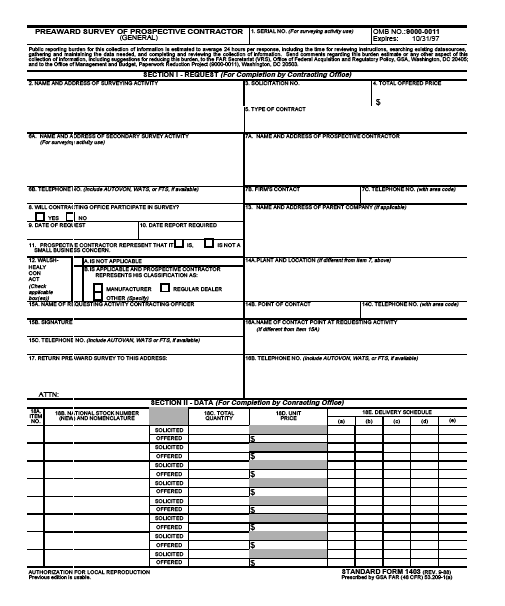 PREAWARD SURVEY OF PROSPECTIVE CONTRACTOR
(GENERAL)
1. SERIAL NO. (For surveying activity use)
OMB NO.:9000-0011
Expires: 10/31/97
Public reporting burden for this collection of information is estimated to average 24 hours per response, including the time for reviewing instructions, searching existing data sources,
gathering and maintaining the data needed, and completing and reviewing the collection of information. Send comments regarding this burden estimate or any other aspect of this
collection of information, including suggestions for reducing this burden, to the FAR Secretariat (VRS), Office of Federal Acquisition and Regulatory Policy, GSA, Washington, DC 20405;
and to the Office of Management and Budget, Paperwork Reduction Project (9000-0011), Washington, DC 20503.
SECTION I - REQUEST (For Completion by Contracting Office)
2. NAME AND ADDRESS OF SURVEYING ACTIVITY
3. SOLICITATION NO.
4. TOTAL OFFERED PRICE
$
5. TYPE OF CONTRACT
6A. NAME AND ADDRESS OF SECONDARY SURVEY ACTIVITY
(For surveying activity use)
7A. NAME AND ADDRESS OF PROSPECTIVE CONTRACTOR
6B. TELEPHONE NO. (Include AUTOVON, WATS, or FTS, if available)
7B. FIRM'S CONTACT
7C. TELEPHONE NO. (with area code)
8. WILL CONTRACTING OFFICE PARTICIPATE IN SURVEY?
YES NO
13. NAME AND ADDRESS OF PARENT COMPANY (If applicable)
9. DATE OF REQUEST
10. DATE REPORT REQUIRED
11. PROSPECTIVE CONTRACTOR REPRESENT THAT IT IS, IS NOT A
SMALL BUSINESS CONCERN.
12. WALSH-
HEALY
CON
ACT
(Check
applicable
box(es))
A. IS NOT APPLICABLE
B. IS APPLICABLE AND PROSPECTIVE CONTRACTOR
REPRESENTS HIS CLASSIFICATION AS:
MANUFACTURER REGULAR DEALER
OTHER (Specify)
14A. PLANT AND LOCATION (If different from item 7, above)
15A. NAME OF REQUESTING ACTIVITY CONTRACTING OFFICER
14B. POINT OF CONTACT
14C. TELEPHONE NO. (with area code)
15B. SIGNATURE
16A. NAME OF CONTACT POINT AT REQUESTING ACTIVITY
(If different from Item 15A)
15C. TELEPHONE NO. (Include AUTOVAN, WATS or FTS, if available)
17. RETURN PREAWARD SURVEY TO THIS ADDRESS:
16B. TELEPHONE NO. (Include AUTOVON, WATS or FTS, if available)
ATTN:
SECTION II - DATA (For Completion by Contracting Office)
18A.
ITEM
NO.
18B. NATIONAL STOCK NUMBER
(NEA) AND NOMENCLATURE
18C. TOTAL
QUANTITY
18D. UNIT
PRICE
18E. DELIVERY SCHEDULE
(a) (b) (c) (d) (e)
SOLICITED
OFFERED $
SOLICITED
OFFERED $
SOLICITED
OFFERED $
SOLICITED
OFFERED $
SOLICITED
OFFERED $
SOLICITED
OFFERED $
SOLICITED
OFFERED $
SOLICITED
OFFERED $
AUTHORIZATION FOR LOCAL REPRODUCTION
Previous edition is usable.
STANDARD FORM 1403 (REV. 9-88)
Prescribed by GSA FAR (48 CFR) 53.209-1(a)